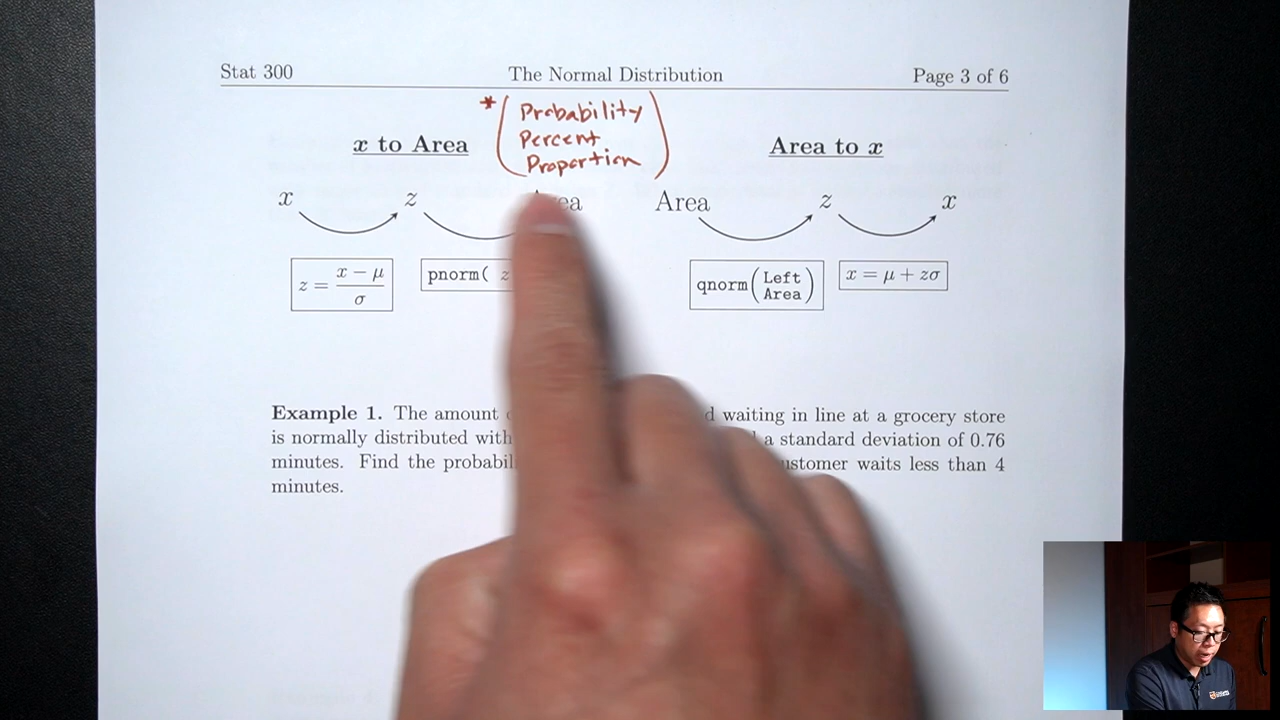 Stat 300 The Normal Distribution Page 3 of 6
* ( Probability
Percent
Proportion )
x to Area Area to x
x z Area z x
z = x − μ / σ pnorm( z qnorm( Left Area ) x = μ + zσ
Example 1. The amount waiting in line at a grocery store
is normally distributed with a standard deviation of 0.76
minutes. Find the waits less than 4
minutes.